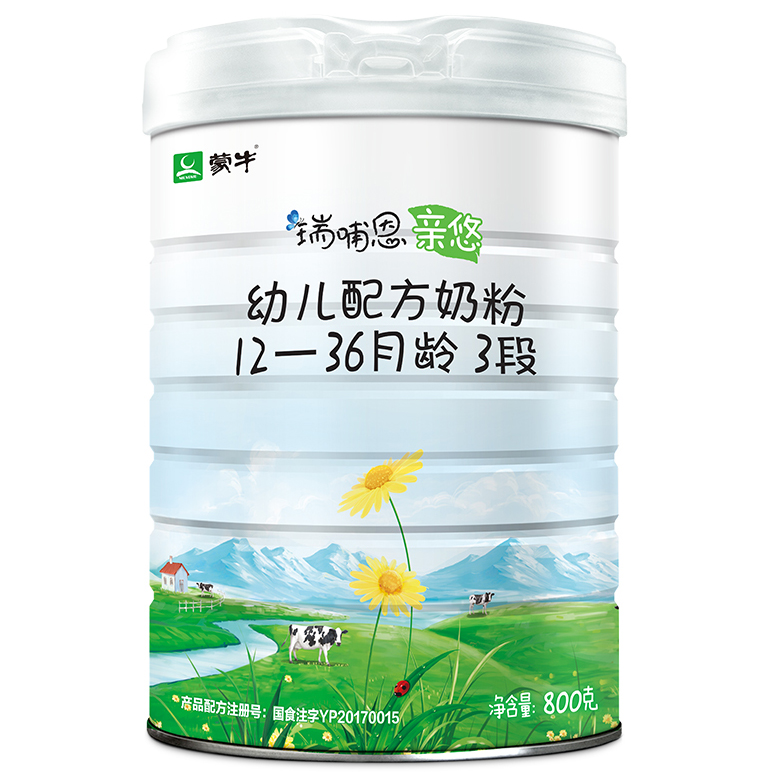 蒙牛®
瑞哺恩 亲悠
幼儿配方奶粉
12—36月龄 3段
产品配方注册号：国食注字YP20170015
净含量：800克